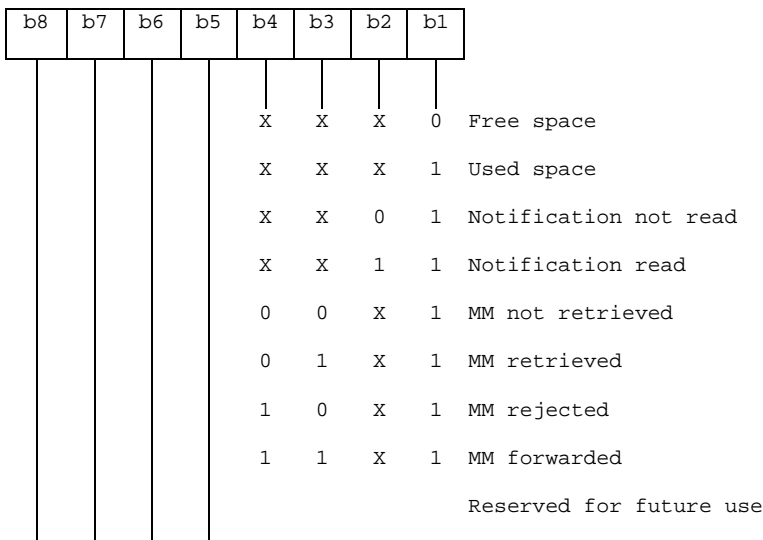 b8 b7 b6 b5 b4 b3 b2 b1
X X X 0 Free space
X X X 1 Used space
X X 0 1 Notification not read
X X 1 1 Notification read
0 0 X 1 MM not retrieved
0 1 X 1 MM retrieved
1 0 X 1 MM rejected
1 1 X 1 MM forwarded
Reserved for future use